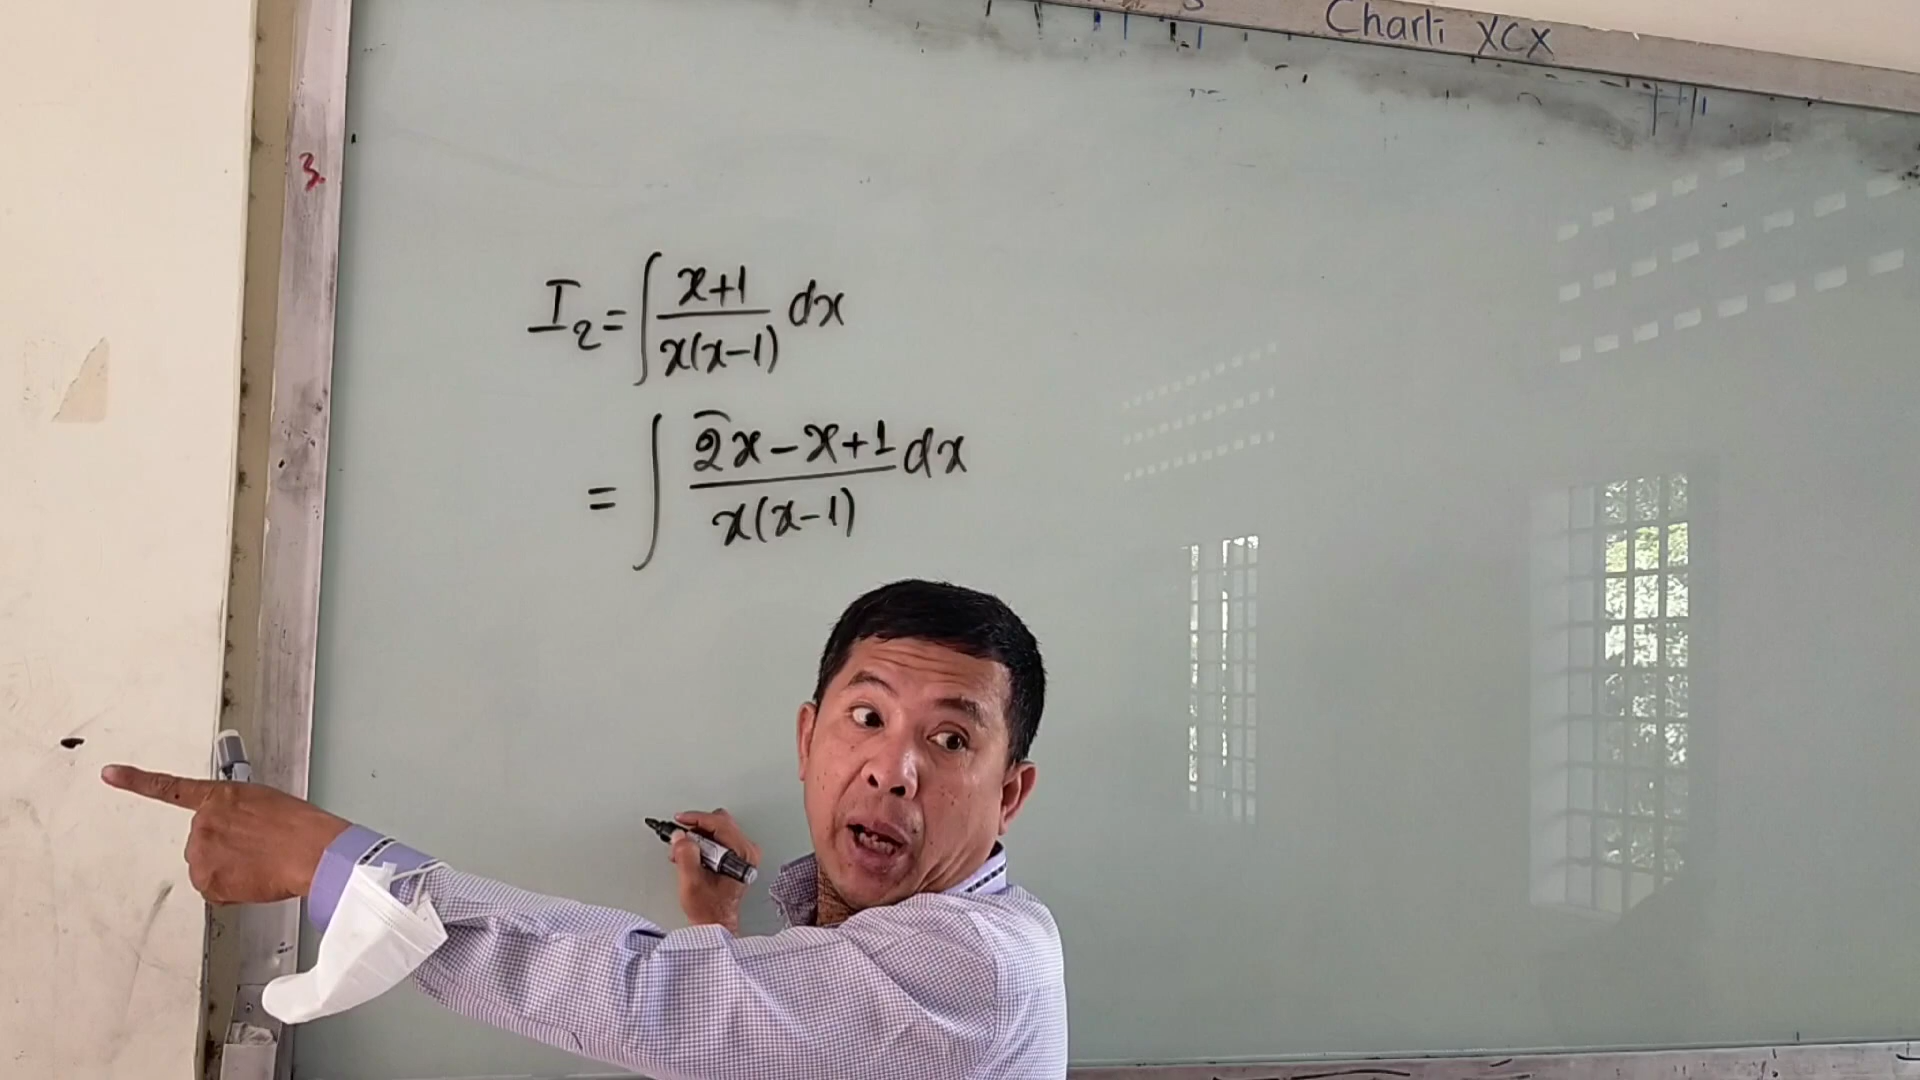 Charli XCX
3.
I₂ = ∫ (x+1)/(x(x-1)) dx
= ∫ (2x-x+1)/(x(x-1)) dx